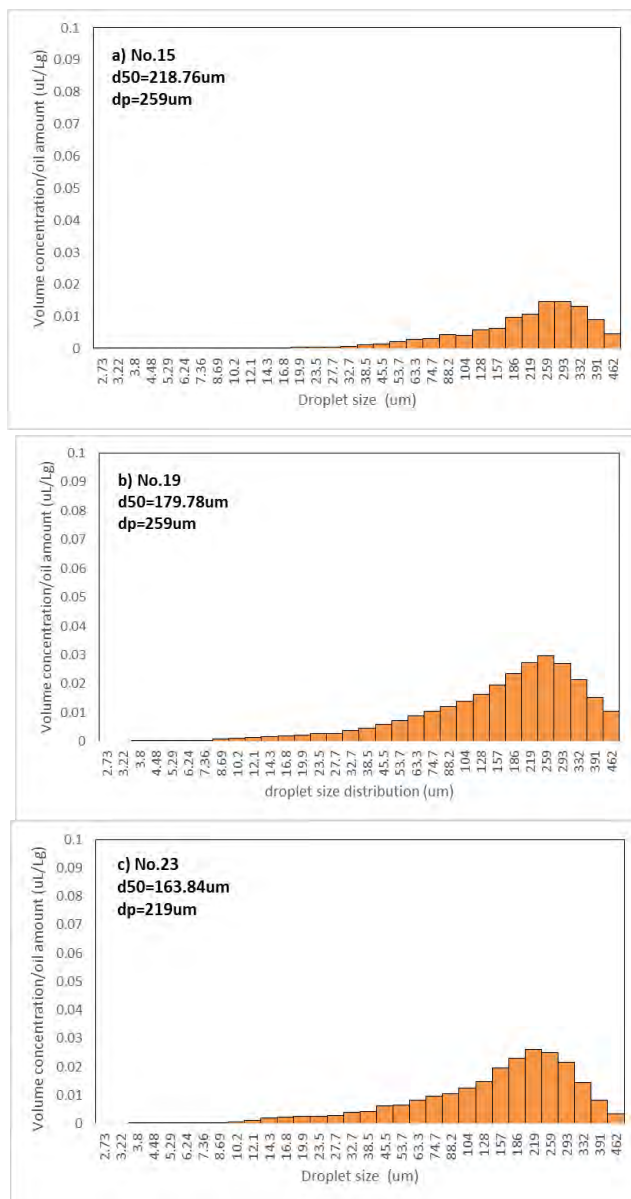 0.1
0.09
0.08
0.07
0.06
0.05
0.04
0.03
0.02
0.01
0
Volume concentration/oil amount (uL/Lg)
a) No.15
d50=218.76um
dp=259um
2.73 3.22 3.8 4.48 5.29 6.24 7.36 8.69 10.2 12.1 14.3 16.8 19.9 23.5 27.7 32.7 38.5 45.5 53.7 63.3 74.7 88.2 104 128 157 186 219 259 293 332 391 462
Droplet size (um)
0.1
0.09
0.08
0.07
0.06
0.05
0.04
0.03
0.02
0.01
0
Volume concentration/oil amount (uL/Lg)
b) No.19
d50=179.78um
dp=259um
2.73 3.22 3.8 4.48 5.29 6.24 7.36 8.69 10.2 12.1 14.3 16.8 19.9 23.5 27.7 32.7 38.5 45.5 53.7 63.3 74.7 88.2 104 128 157 186 219 259 293 332 391 462
droplet size distribution (um)
0.1
0.09
0.08
0.07
0.06
0.05
0.04
0.03
0.02
0.01
0
Volume concentration/oil amount (uL/Lg)
c) No.23
d50=163.84um
dp=219um
2.73 3.22 3.8 4.48 5.29 6.24 7.36 8.69 10.2 12.1 14.3 16.8 19.9 23.5 27.7 32.7 38.5 45.5 53.7 63.3 74.7 88.2 104 128 157 186 219 259 293 332 391 462
Droplet size (um)